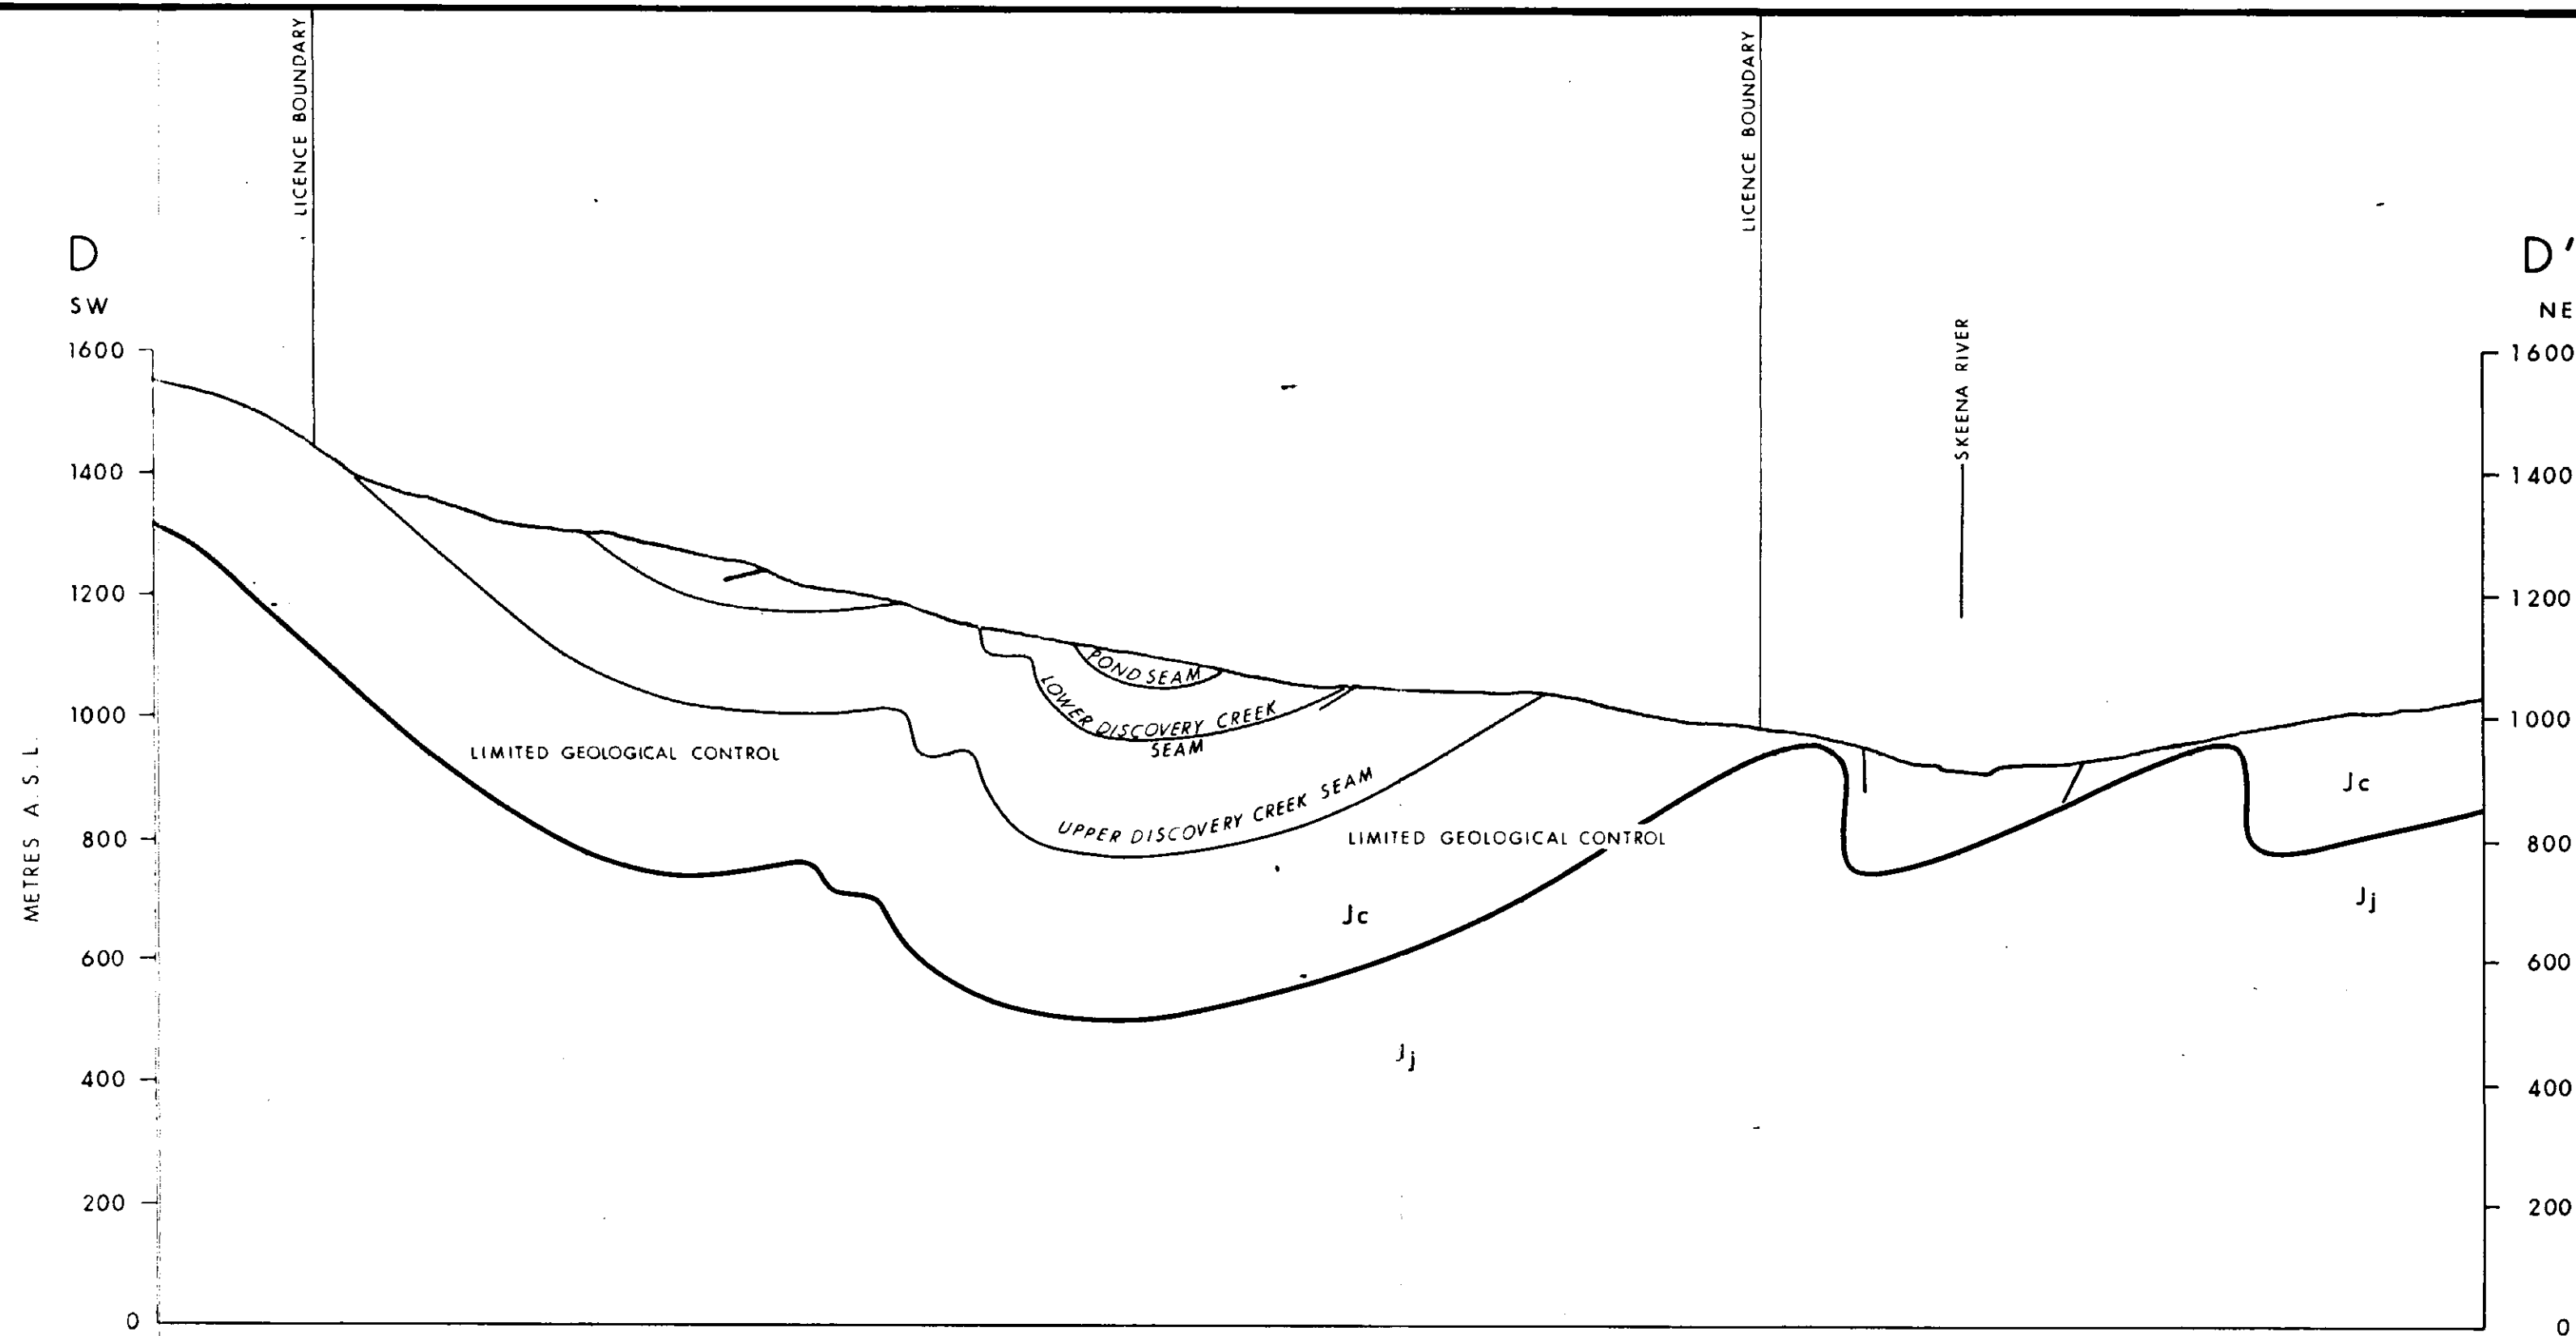 LICENCE BOUNDARY
LICENCE BOUNDARY
D
D'
SW
NE
SKEENA RIVER
1600
1600
1400
1400
1200
1200
1000
1000
800
800
600
600
400
400
200
200
0
0
METRES A.S.L.
POND SEAM
LOWER DISCOVERY CREEK
SEAM
LIMITED GEOLOGICAL CONTROL
UPPER DISCOVERY CREEK SEAM
LIMITED GEOLOGICAL CONTROL
Jc
Jc
Jj
Jj